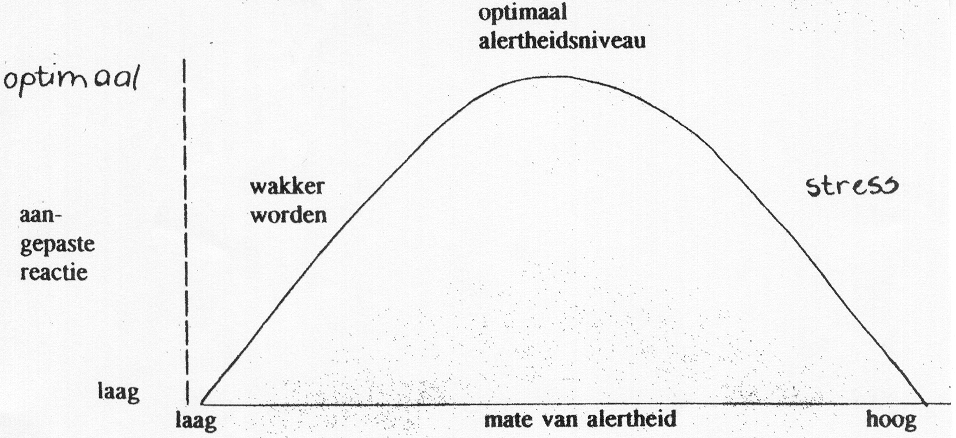 optimaal
alertheidsniveau
optimaal
wakker
worden
stress
aan-
gepaste
reactie
laag
laag mate van alertheid hoog